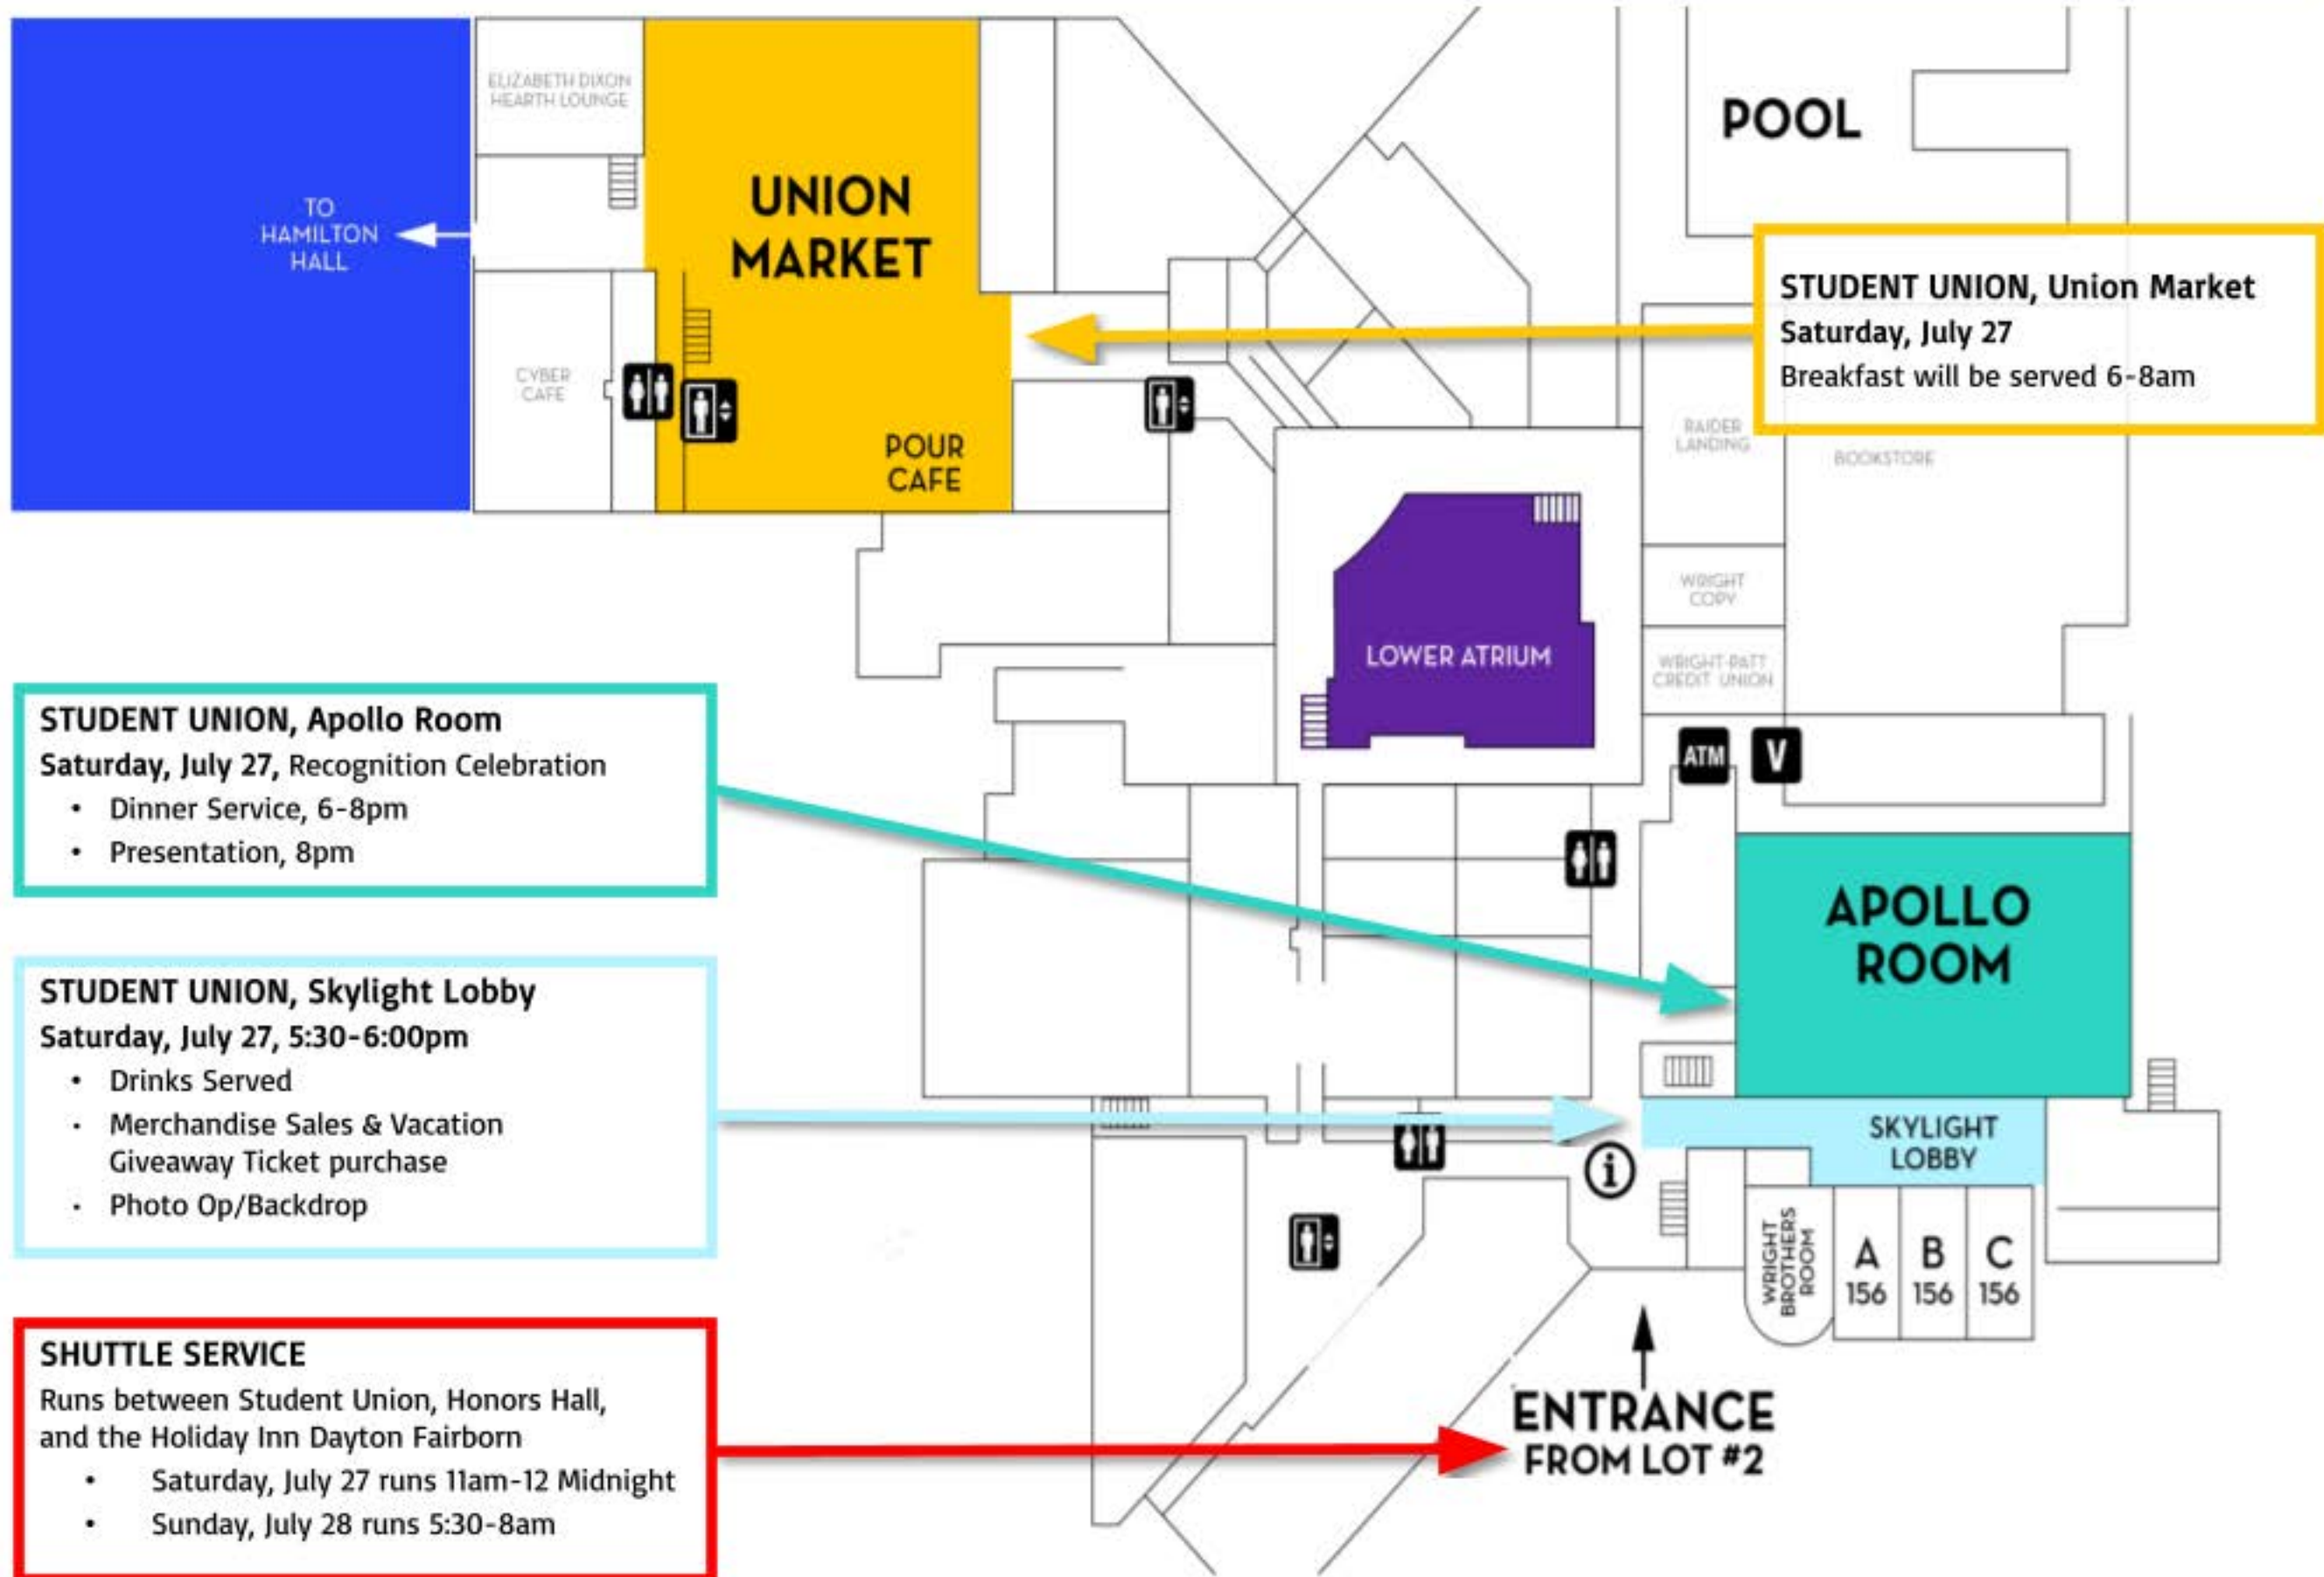 ELIZABETH DIXON
HEARTH LOUNGE
TO
HAMILTON
HALL
UNION
MARKET
CYBER
CAFE
POUR
CAFE
POOL
STUDENT UNION, Union Market
Saturday, July 27
Breakfast will be served 6-8am
RAIDER
LANDING
BOOKSTORE
WRIGHT
COPY
WRIGHT-PATT
CREDIT UNION
LOWER ATRIUM
ATM
V
STUDENT UNION, Apollo Room
Saturday, July 27, Recognition Celebration
• Dinner Service, 6-8pm
• Presentation, 8pm
APOLLO
ROOM
STUDENT UNION, Skylight Lobby
Saturday, July 27, 5:30-6:00pm
• Drinks Served
• Merchandise Sales & Vacation
Giveaway Ticket purchase
• Photo Op/Backdrop
SKYLIGHT
LOBBY
i
WRIGHT
BROTHERS
ROOM
A
156
B
156
C
156
SHUTTLE SERVICE
Runs between Student Union, Honors Hall,
and the Holiday Inn Dayton Fairborn
• Saturday, July 27 runs 11am-12 Midnight
• Sunday, July 28 runs 5:30-8am
ENTRANCE
FROM LOT #2